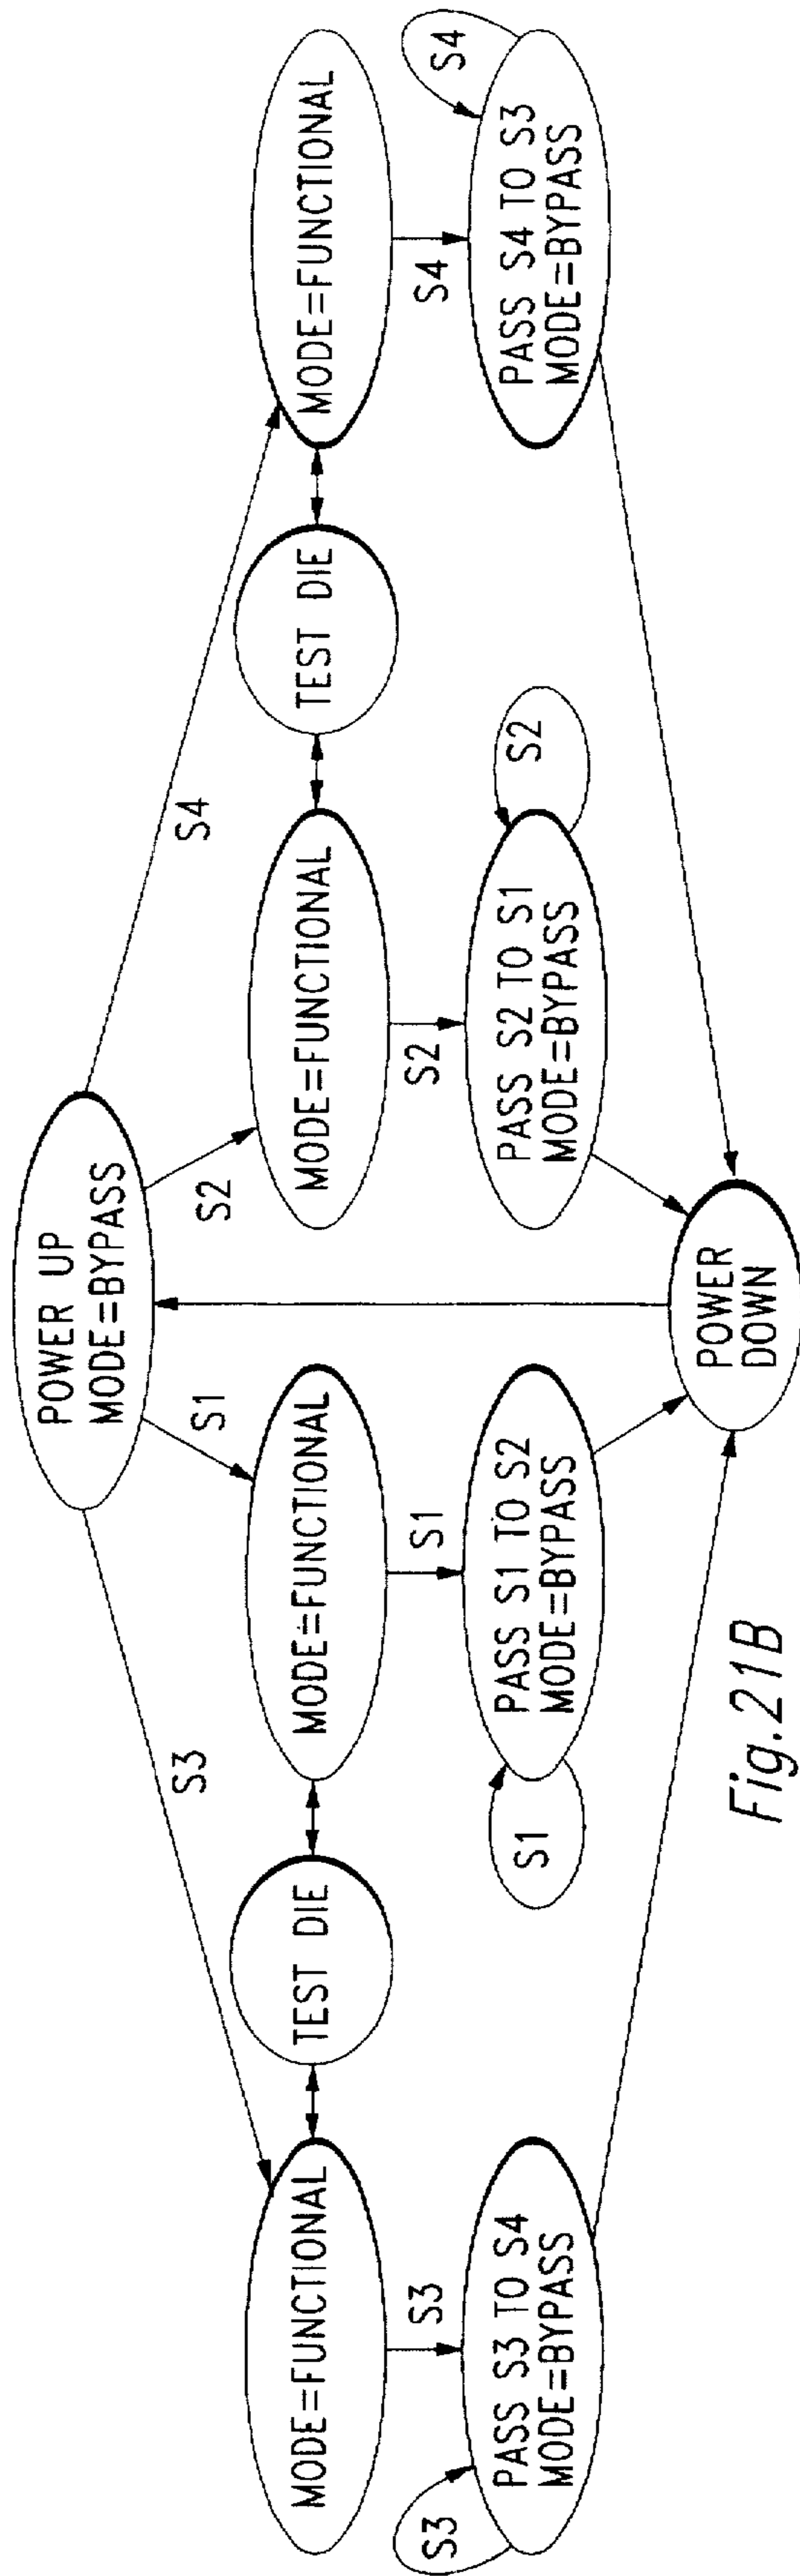 POWER UP
MODE=BYPASS
S3
S1
S2
S4
MODE=FUNCTIONAL
TEST DIE
MODE=FUNCTIONAL
MODE=FUNCTIONAL
TEST DIE
MODE=FUNCTIONAL
S3
S1
S2
S4
S3
PASS S3 TO S4
MODE=BYPASS
S1
PASS S1 TO S2
MODE=BYPASS
PASS S2 TO S1
MODE=BYPASS
S2
PASS S4 TO S3
MODE=BYPASS
S4
POWER
DOWN
Fig.21B